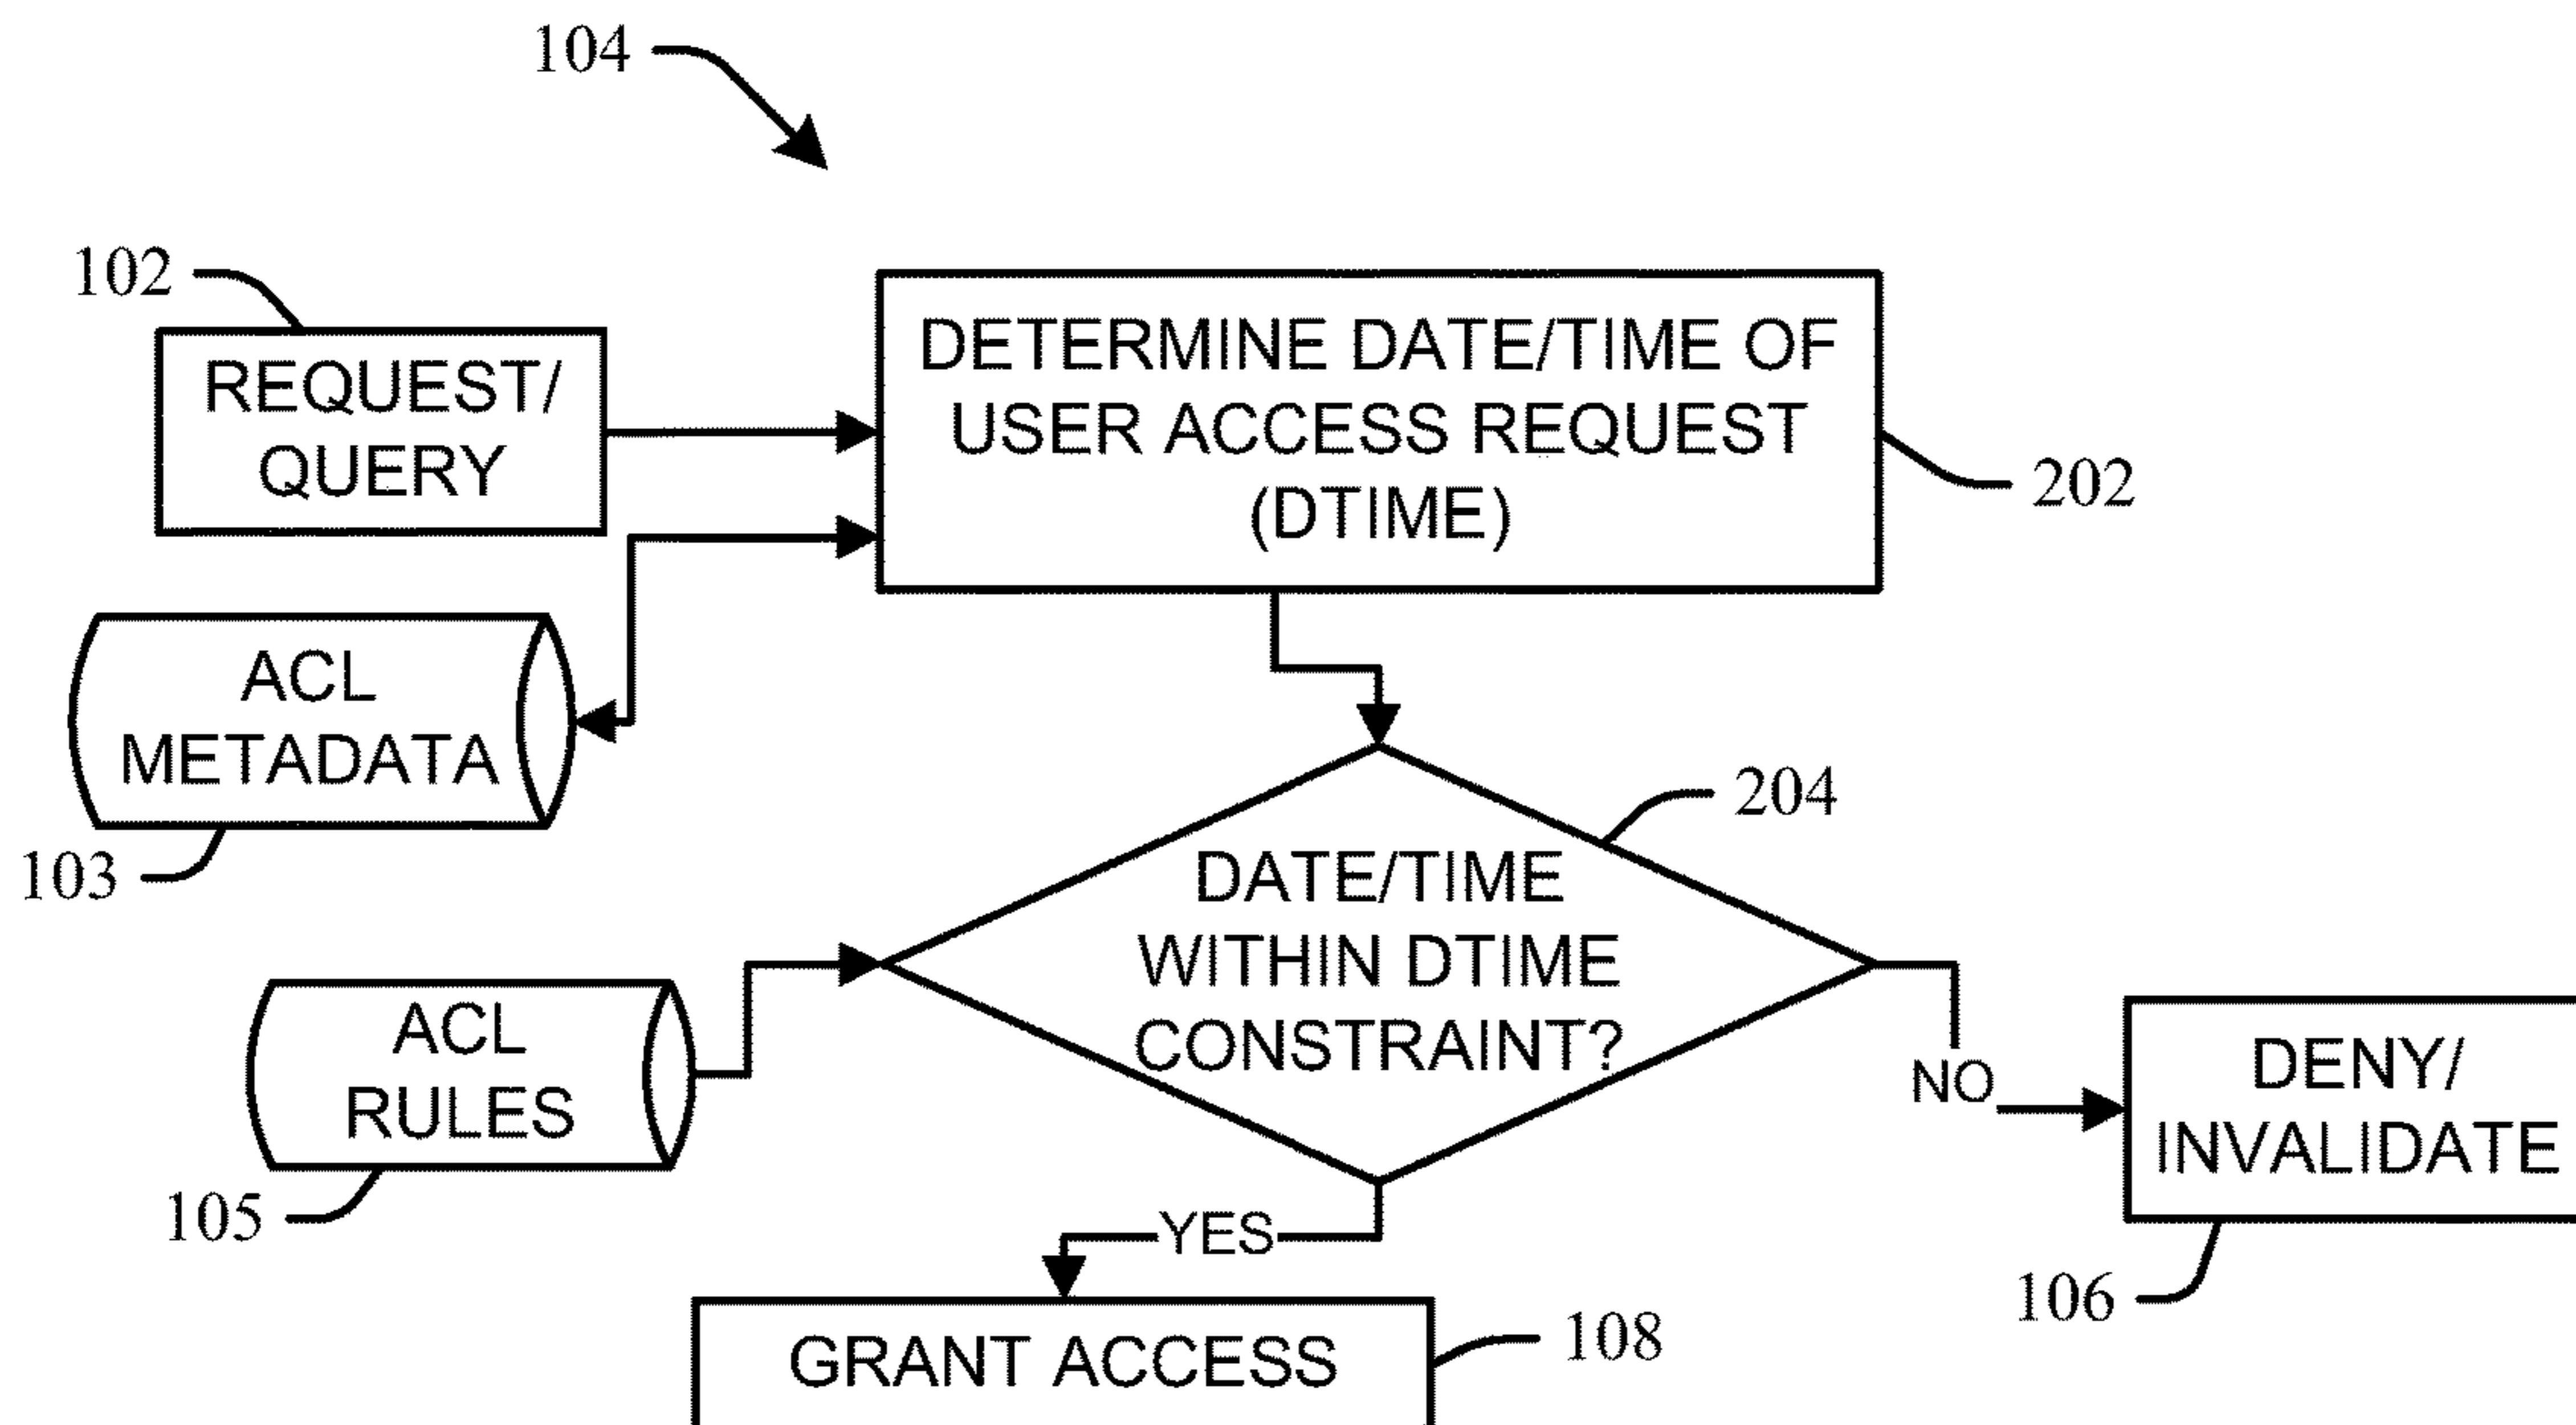 104
102
REQUEST/
QUERY
DETERMINE DATE/TIME OF
USER ACCESS REQUEST
(DTIME)
202
ACL
METADATA
103
204
DATE/TIME
WITHIN DTIME
CONSTRAINT?
ACL
RULES
105
NO
DENY/
INVALIDATE
106
YES
GRANT ACCESS
108